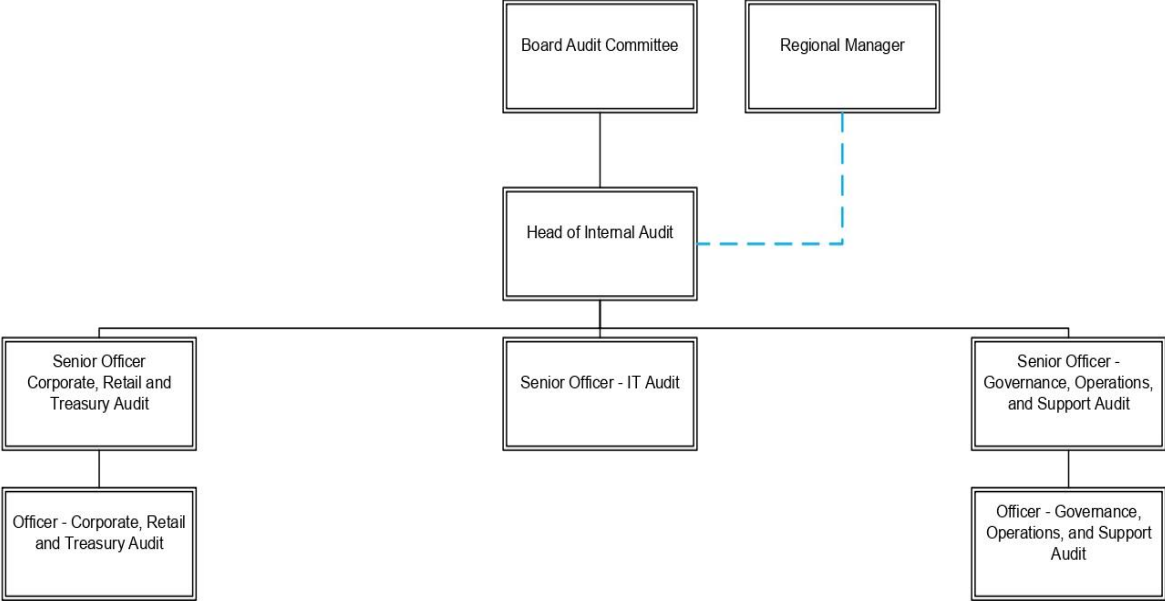 Board Audit Committee
Regional Manager
Head of Internal Audit
Senior Officer
Corporate, Retail and
Treasury Audit
Senior Officer - IT Audit
Senior Officer -
Governance, Operations,
and Support Audit
Officer - Corporate, Retail
and Treasury Audit
Officer - Governance,
Operations, and Support
Audit